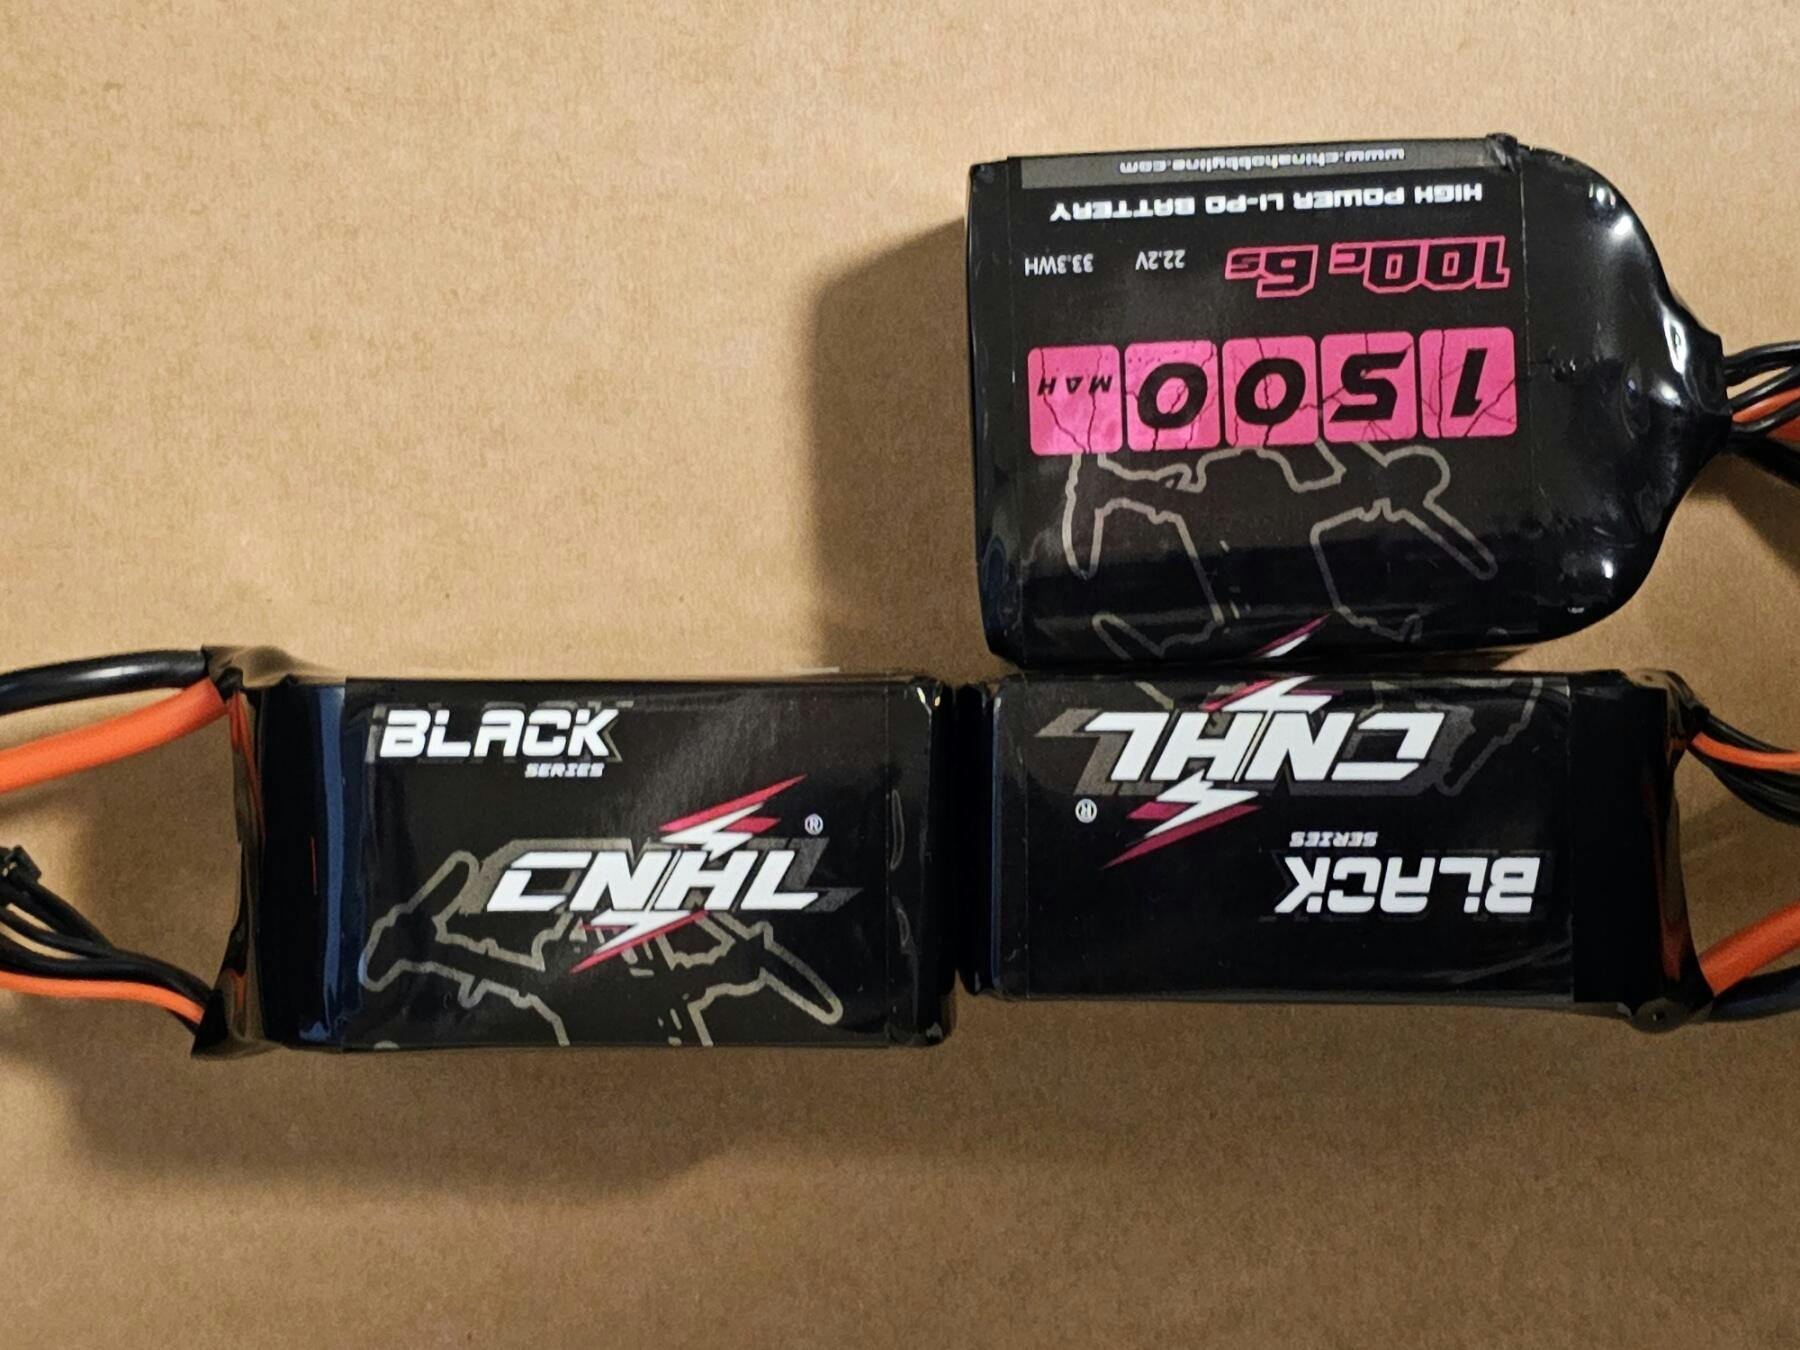 www.chinahobbyline.com
HIGH POWER LI-PO BATTERY
100c 6s 22.2V 33.3WH
1500 MAH
BLACK
SERIES
CNHL®
CNHL®
BLACK
SERIES